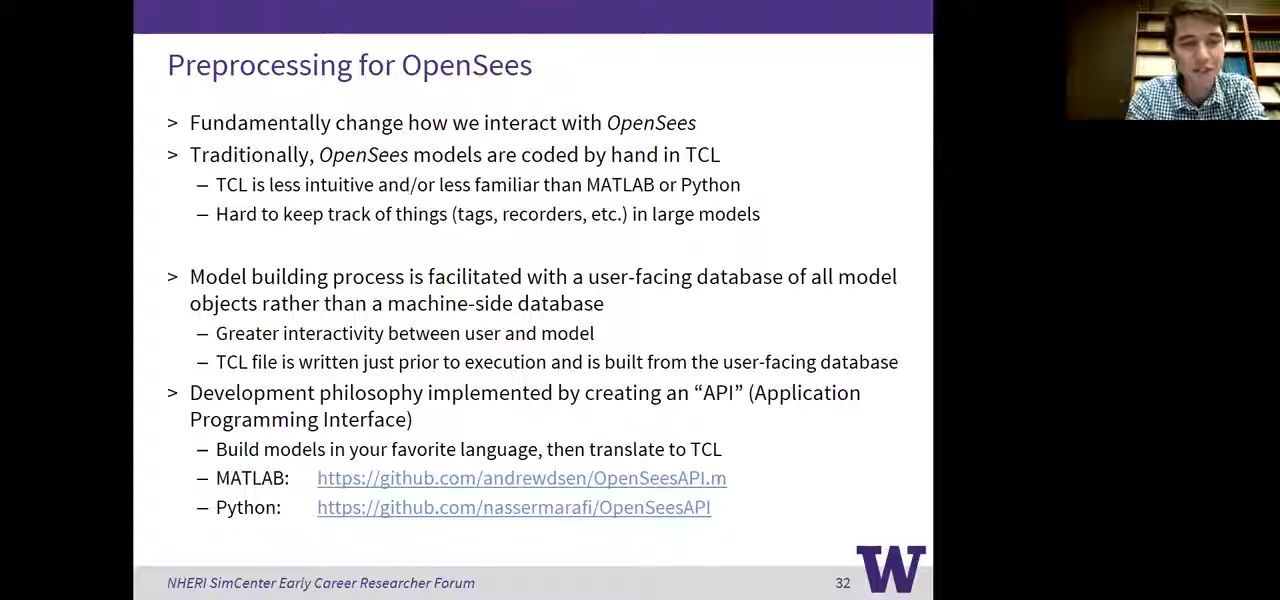 Preprocessing for OpenSees
> Fundamentally change how we interact with OpenSees
> Traditionally, OpenSees models are coded by hand in TCL
– TCL is less intuitive and/or less familiar than MATLAB or Python
– Hard to keep track of things (tags, recorders, etc.) in large models
> Model building process is facilitated with a user-facing database of all model
objects rather than a machine-side database
– Greater interactivity between user and model
– TCL file is written just prior to execution and is built from the user-facing database
> Development philosophy implemented by creating an “API” (Application
Programming Interface)
– Build models in your favorite language, then translate to TCL
– MATLAB: https://github.com/andrewdsen/OpenSeesAPI.m
– Python: https://github.com/nassermarafi/OpenSeesAPI
NHERI SimCenter Early Career Researcher Forum
32
W